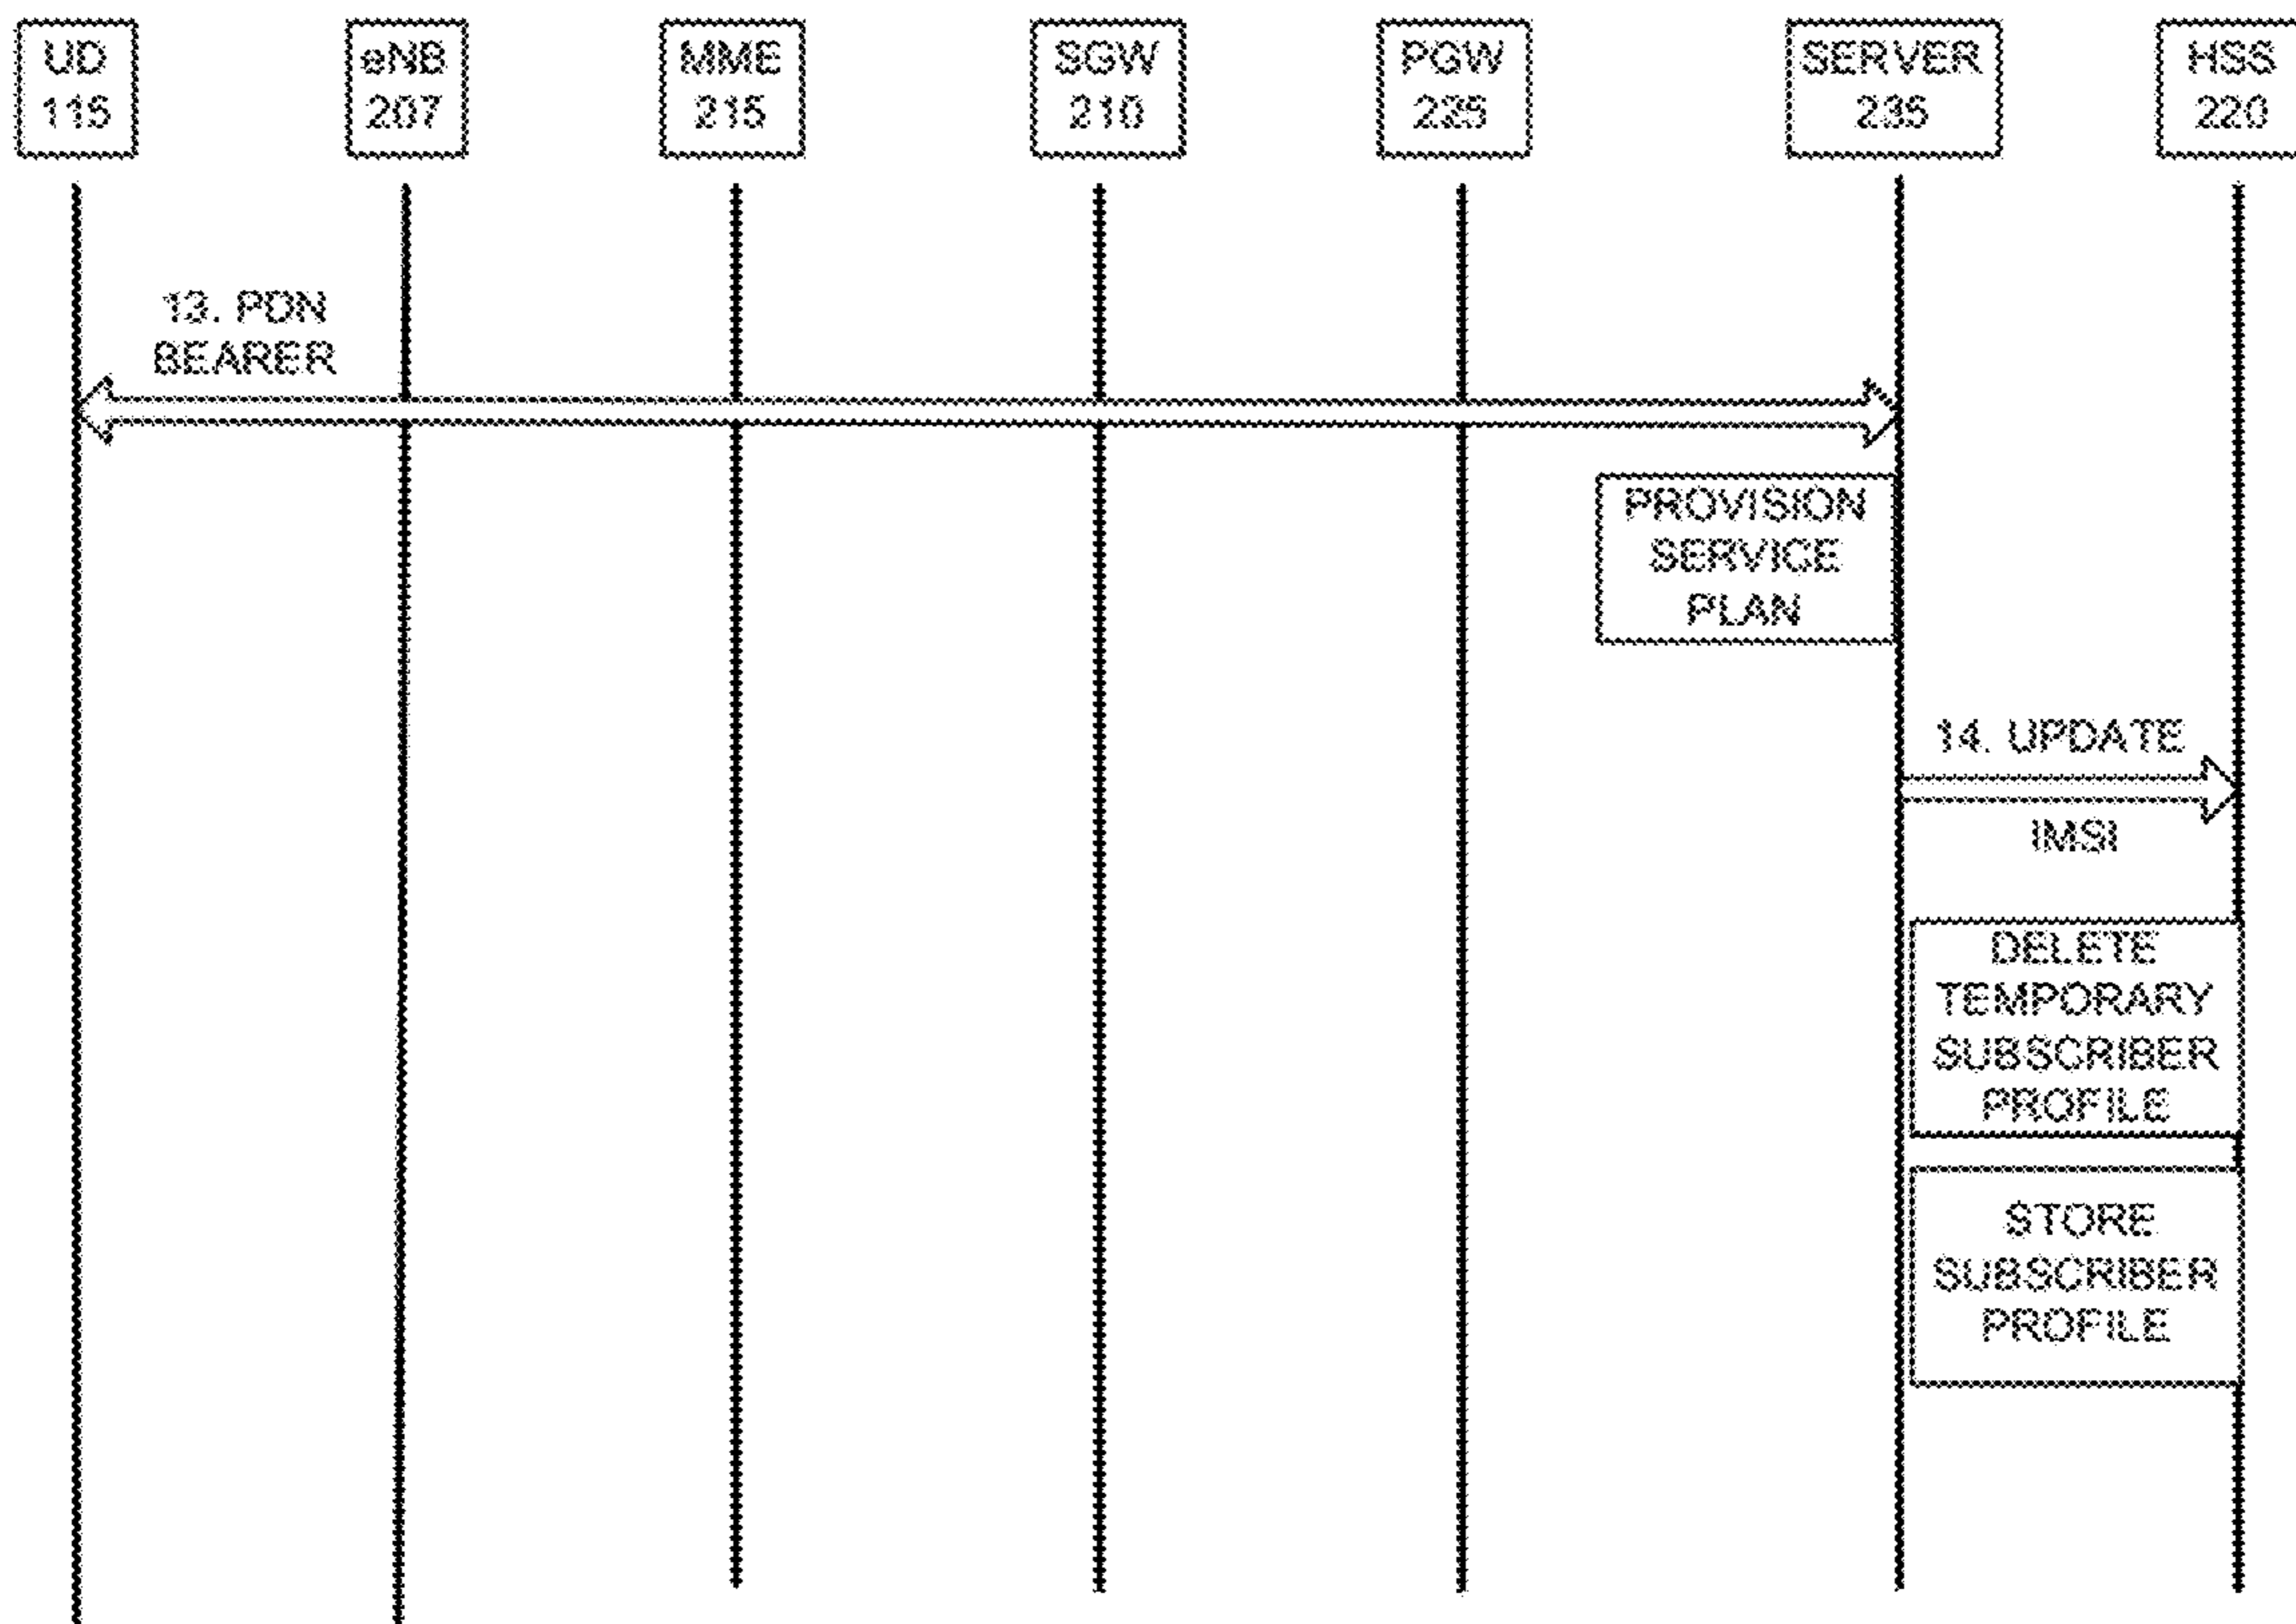 UD
115
eNB
207
MME
215
SGW
210
PGW
225
SERVER
235
HSS
220
13. PDN
BEARER
PROVISION
SERVICE
PLAN
14. UPDATE
IMSI
DELETE
TEMPORARY
SUBSCRIBER
PROFILE
STORE
SUBSCRIBER
PROFILE